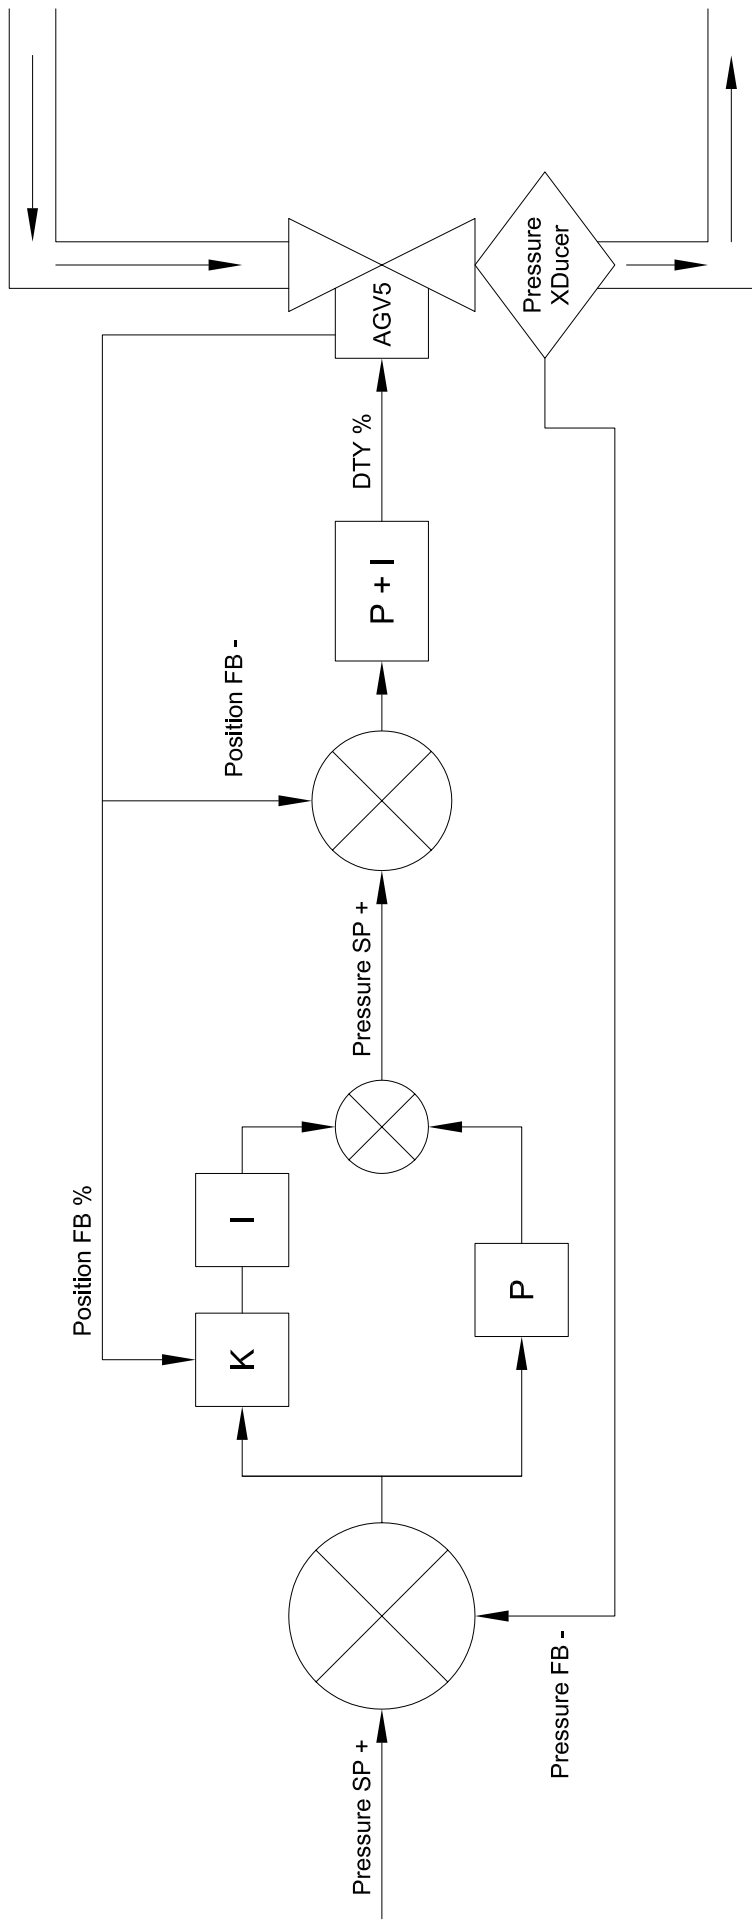 Pressure SP +
Pressure FB -
K
I
P
Position FB %
Pressure SP +
Position FB -
P + I
DTY %
AGV5
Pressure
XDucer